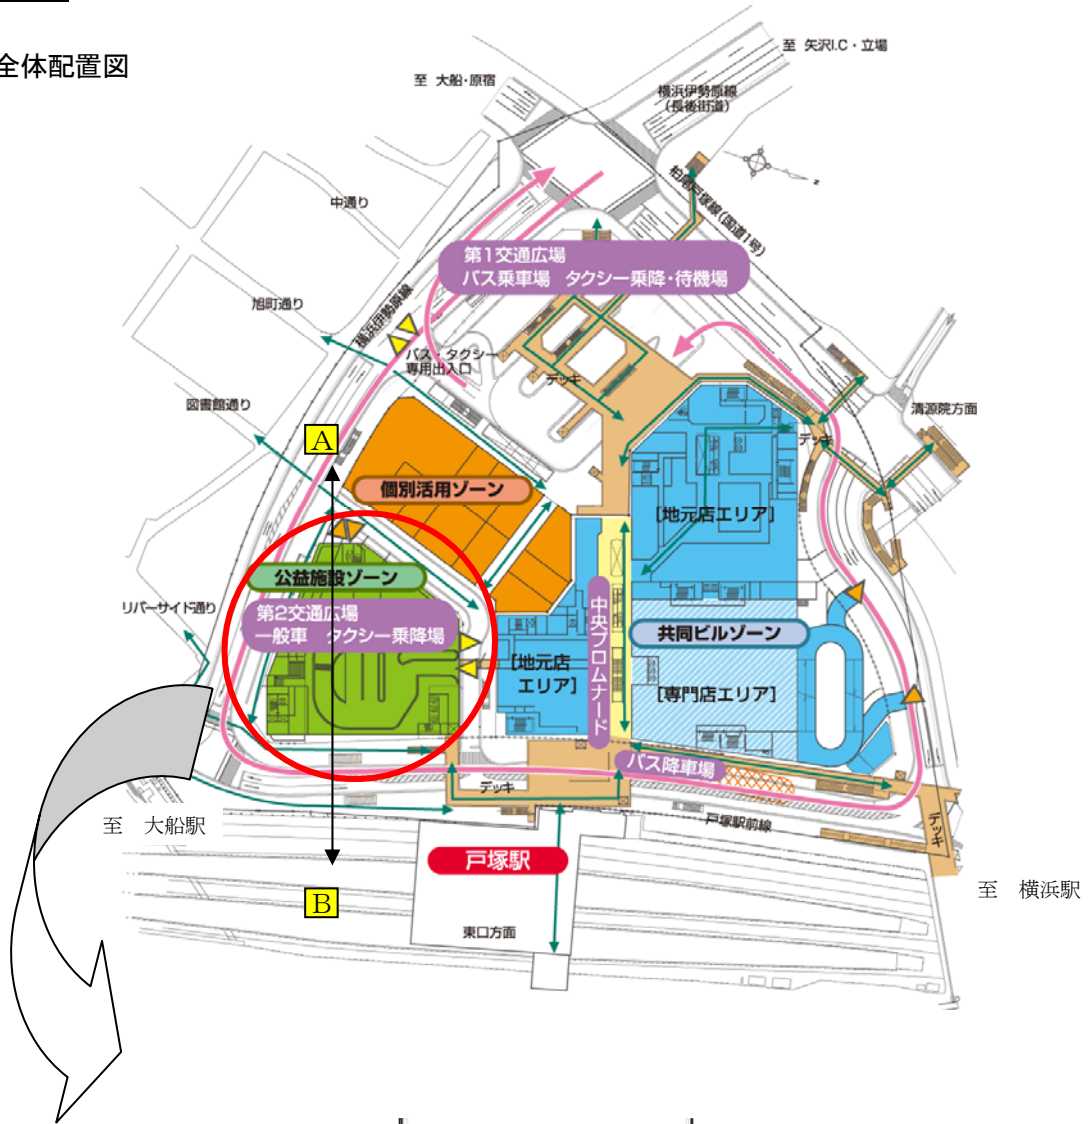 全体配置図
至 矢沢I.C・立場
至 大船・原宿
横浜伊勢原線
(長後街道)
柏尾戸塚線(国道1号)
中通り
第1交通広場
バス乗車場 タクシー乗降・待機場
旭町通り
横浜伊勢原線
バス・タクシー
専用出入口
デッキ
図書館通り
清源院方面
デッキ
A
個別活用ゾーン
[地元店エリア]
公益施設ゾーン
リバーサイド通り
第2交通広場
一般車 タクシー乗降場
中央プロムナード
共同ビルゾーン
[地元店
エリア]
[専門店エリア]
バス降車場
デッキ
戸塚駅前線
デッキ
至 大船駅
戸塚駅
至 横浜駅
B
東口方面
N